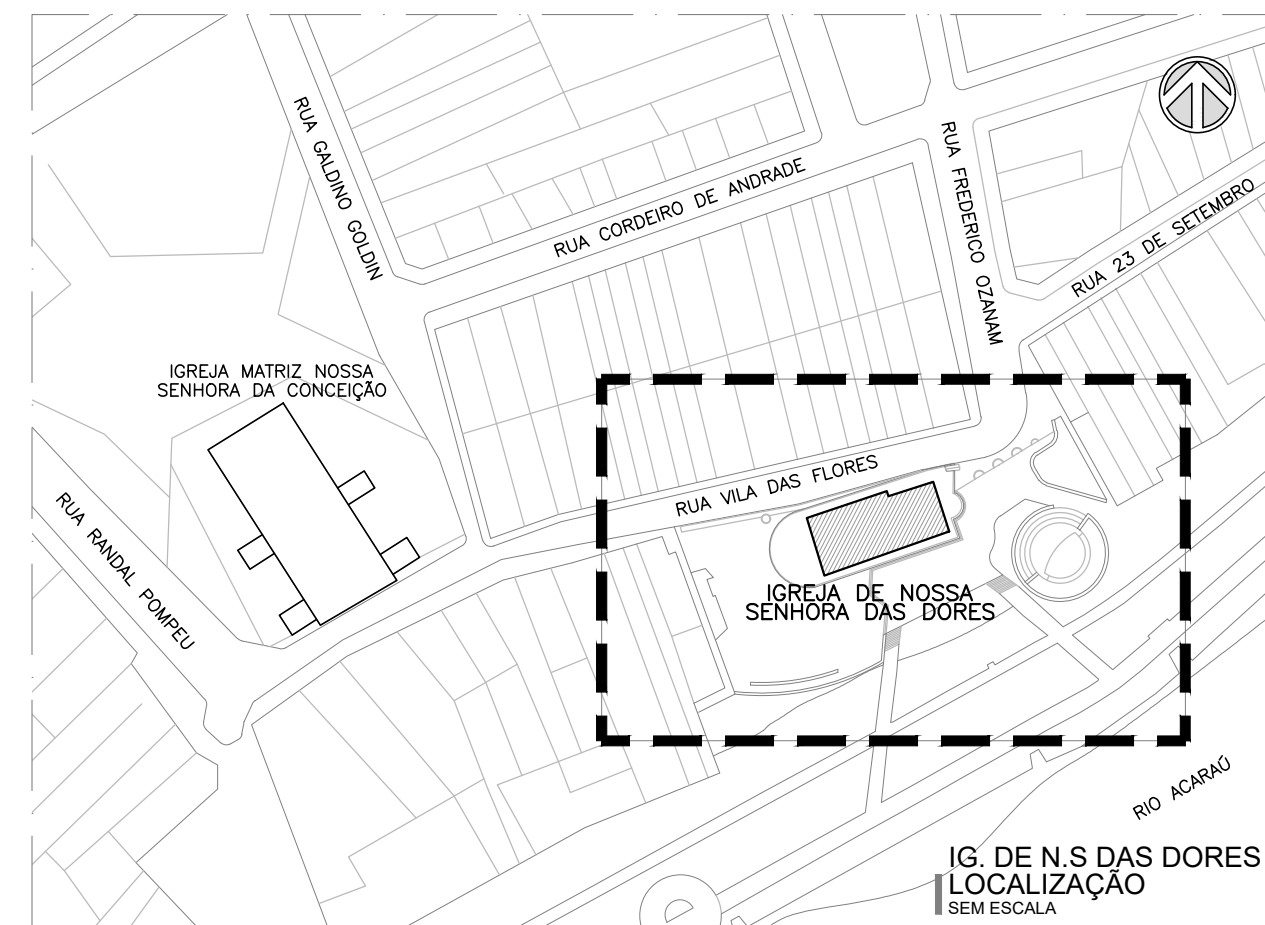 RUA GALDINO GOLDIN
RUA CORDEIRO DE ANDRADE
RUA FREDERICO OZANAM
RUA 23 DE SETEMBRO
IGREJA MATRIZ NOSSA
SENHORA DA CONCEIÇÃO
RUA VILA DAS FLORES
RUA RANDAL POMPEU
IGREJA DE NOSSA
SENHORA DAS DORES
RIO ACARAÚ
IG. DE N.S DAS DORES
LOCALIZAÇÃO
SEM ESCALA